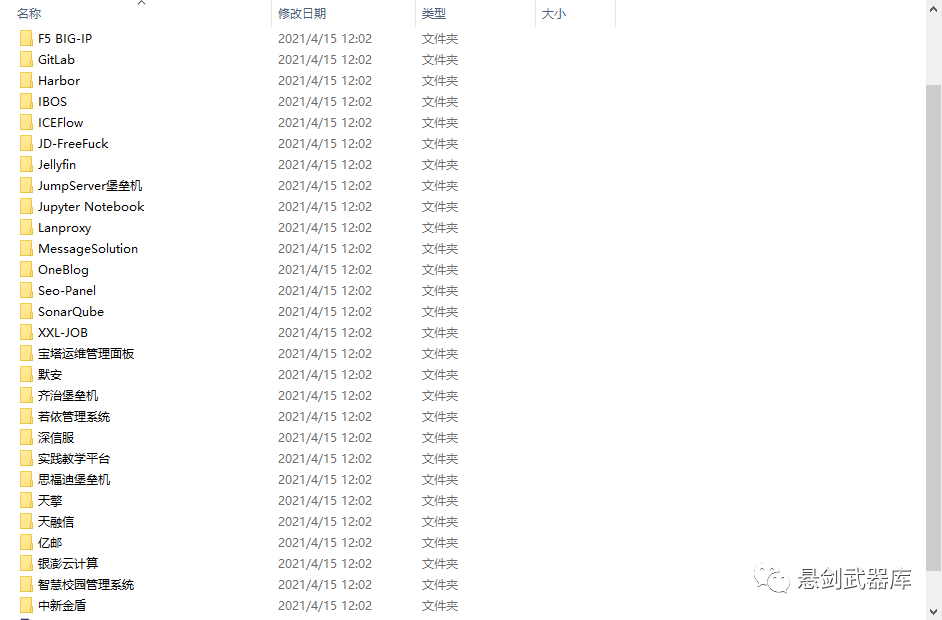 名称 修改日期 类型 大小
F5 BIG-IP 2021/4/15 12:02 文件夹
GitLab 2021/4/15 12:02 文件夹
Harbor 2021/4/15 12:02 文件夹
IBOS 2021/4/15 12:02 文件夹
ICEFlow 2021/4/15 12:02 文件夹
JD-FreeFuck 2021/4/15 12:02 文件夹
Jellyfin 2021/4/15 12:02 文件夹
JumpServer堡垒机 2021/4/15 12:02 文件夹
Jupyter Notebook 2021/4/15 12:02 文件夹
Lanproxy 2021/4/15 12:02 文件夹
MessageSolution 2021/4/15 12:02 文件夹
OneBlog 2021/4/15 12:02 文件夹
Seo-Panel 2021/4/15 12:02 文件夹
SonarQube 2021/4/15 12:02 文件夹
XXL-JOB 2021/4/15 12:02 文件夹
宝塔运维管理面板 2021/4/15 12:02 文件夹
默安 2021/4/15 12:02 文件夹
齐治堡垒机 2021/4/15 12:02 文件夹
若依管理系统 2021/4/15 12:02 文件夹
深信服 2021/4/15 12:02 文件夹
实践教学平台 2021/4/15 12:02 文件夹
思福迪堡垒机 2021/4/15 12:02 文件夹
天擎 2021/4/15 12:02 文件夹
天融信 2021/4/15 12:02 文件夹
亿邮 2021/4/15 12:02 文件夹
银澎云计算 2021/4/15 12:02 文件夹
智慧校园管理系统 2021/4/15 12:02 文件夹
中新金盾 2021/4/15 12:02 文件夹
悬剑武器库